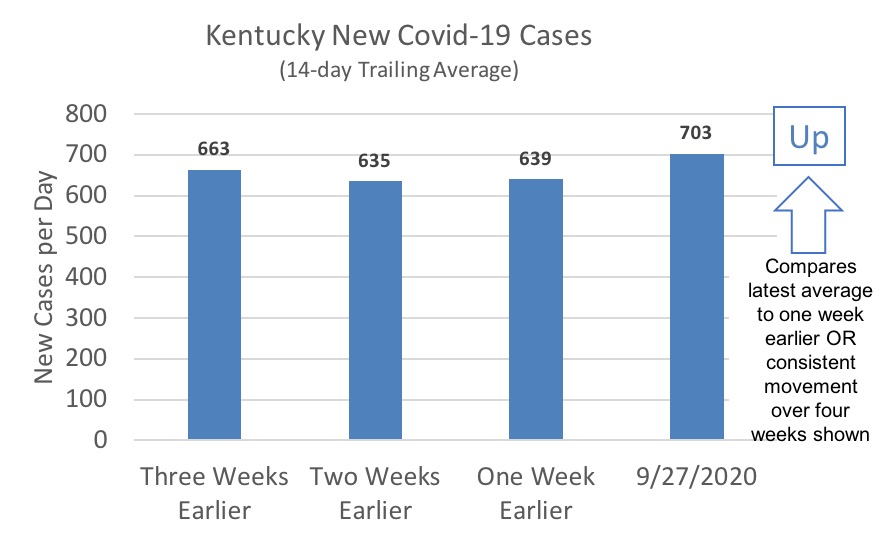 Kentucky New Covid-19 Cases
(14-day Trailing Average)
New Cases per Day
800
700
600
500
400
300
200
100
0
663
635
639
703
Three Weeks
Earlier
Two Weeks
Earlier
One Week
Earlier
9/27/2020
Up
Compares
latest average
to one week
earlier OR
consistent
movement
over four
weeks shown